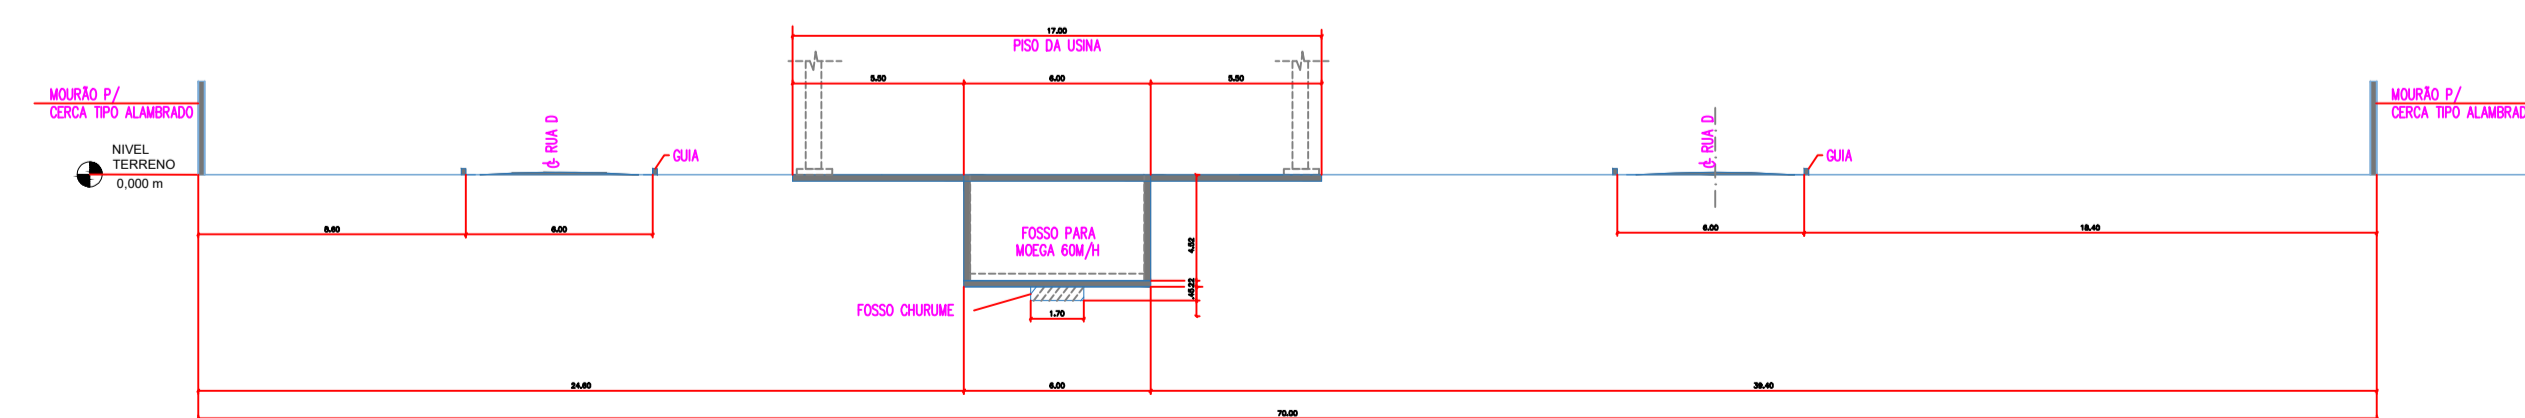 17.00
PISO DA USINA
5.50
6.00
5.50
MOURÃO P/
CERCA TIPO ALAMBRADO
MOURÃO P/
CERCA TIPO ALAMBRAD
RUA D
RUA D
NIVEL
TERRENO
0,000 m
GUIA
GUIA
8.60
6.00
FOSSO PARA
MOEGA 60M/H
4.52
6.00
18.40
.45
.22
FOSSO CHURUME
1.70
24.60
6.00
39.40
70.00